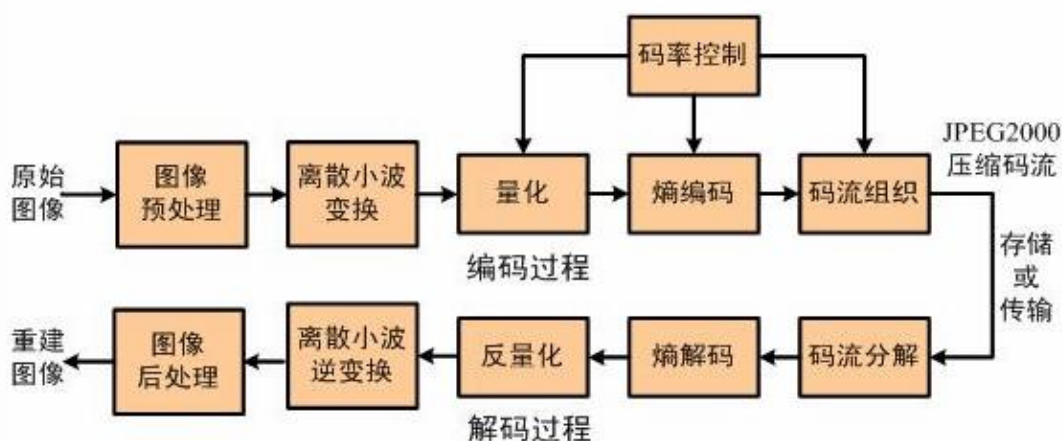 码率控制
JPEG2000
压缩码流
原始
图像
图像
预处理
离散小波
变换
量化
熵编码
码流组织
编码过程
存储
或
传输
重建
图像
图像
后处理
离散小波
逆变换
反量化
熵解码
码流分解
解码过程